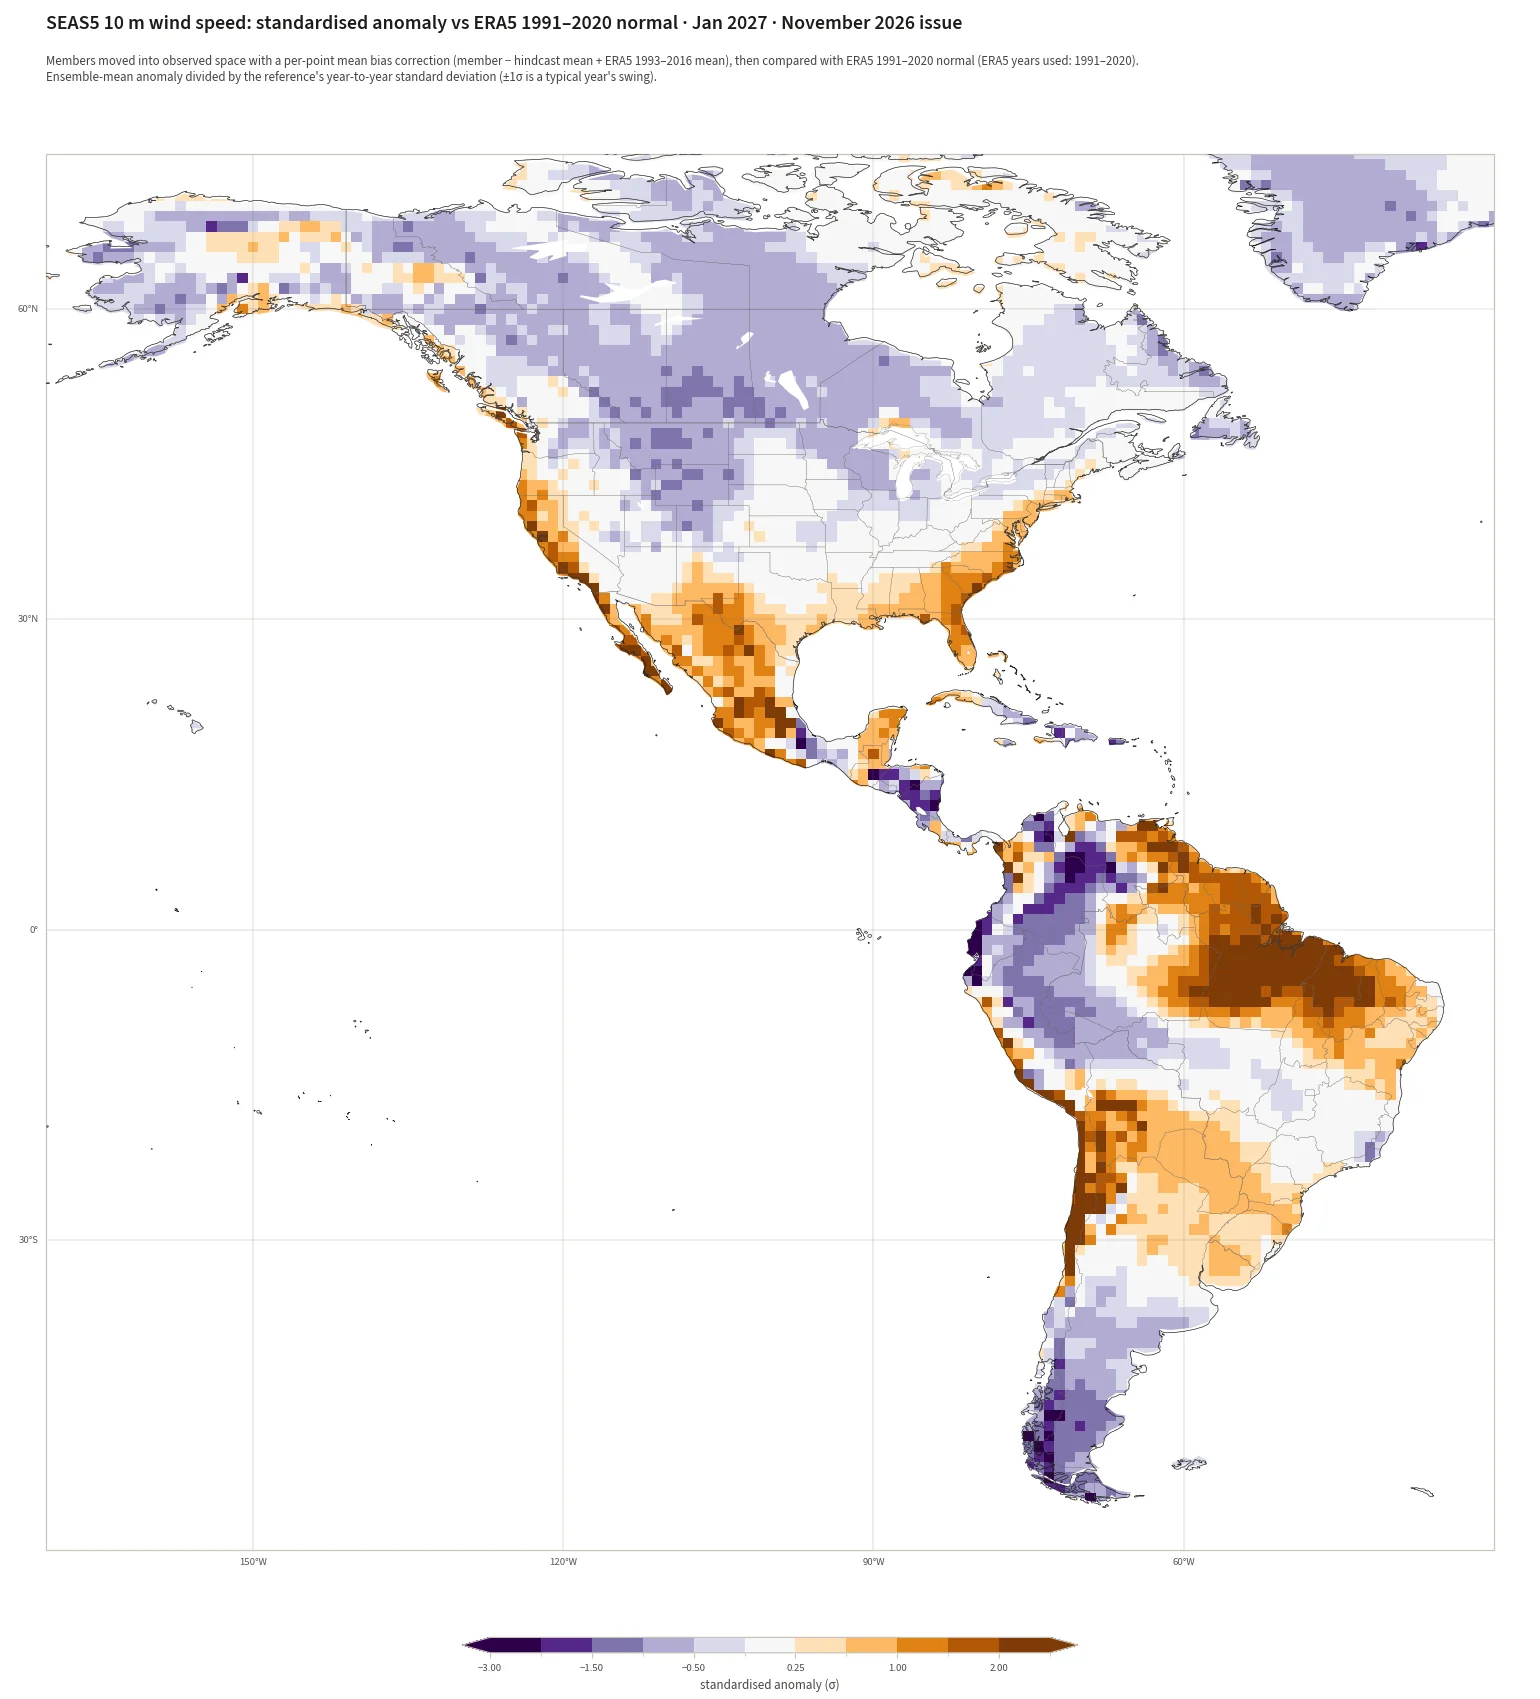 SEAS5 10 m wind speed: standardised anomaly vs ERA5 1991–2020 normal · Jan 2027 · November 2026 issue
Members moved into observed space with a per-point mean bias correction (member − hindcast mean + ERA5 1993–2016 mean), then compared with ERA5 1991–2020 normal (ERA5 years used: 1991–2020).
Ensemble-mean anomaly divided by the reference's year-to-year standard deviation (±1σ is a typical year's swing).
60°N
30°N
0°
30°S
150°W
120°W
90°W
60°W
−3.00
−1.50
−0.50
0.25
1.00
2.00
standardised anomaly (σ)